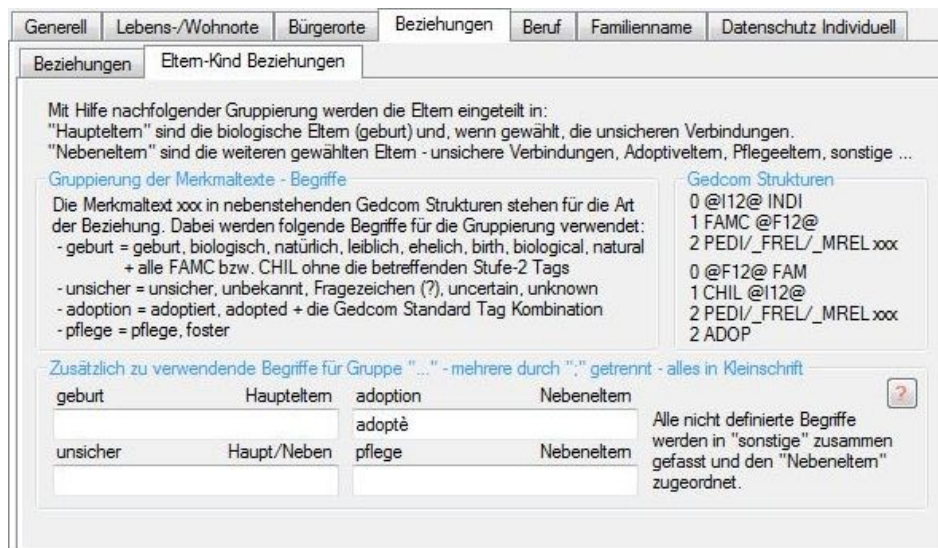 Generell Lebens-/Wohnorte Bürgerorte Beziehungen Beruf Familienname Datenschutz Individuell
Beziehungen Eltern-Kind Beziehungen
Mit Hilfe nachfolgender Gruppierung werden die Eltern eingeteilt in:
"Haupteltern" sind die biologische Eltern (geburt) und, wenn gewählt, die unsicheren Verbindungen.
"Nebeneltern" sind die weiteren gewählten Eltern - unsichere Verbindungen, Adoptiveltern, Pflegeeltern, sonstige ...
Gruppierung der Merkmaltexte - Begriffe
Die Merkmaltext xxx in nebenstehenden Gedcom Strukturen stehen für die Art
der Beziehung. Dabei werden folgende Begriffe für die Gruppierung verwendet:
- geburt = geburt, biologisch, natürlich, leiblich, ehelich, birth, biological, natural
+ alle FAMC bzw. CHIL ohne die betreffenden Stufe-2 Tags
- unsicher = unsicher, unbekannt, Fragezeichen (?), uncertain, unknown
- adoption = adoptiert, adopted + die Gedcom Standard Tag Kombination
- pflege = pflege, foster
Gedcom Strukturen
0 @I12@ INDI
1 FAMC @F12@
2 PEDI/_FREL/_MREL xxx
0 @F12@ FAM
1 CHIL @I12@
2 PEDI/_FREL/_MREL xxx
2 ADOP
Zusätzlich zu verwendende Begriffe für Gruppe "..." - mehrere durch ";" getrennt - alles in Kleinschrift
geburt Haupteltern adoption Nebeneltern
adoptè
unsicher Haupt/Neben pflege Nebeneltern
?
Alle nicht definierte Begriffe
werden in "sonstige" zusammen
gefasst und den "Nebeneltern"
zugeordnet.